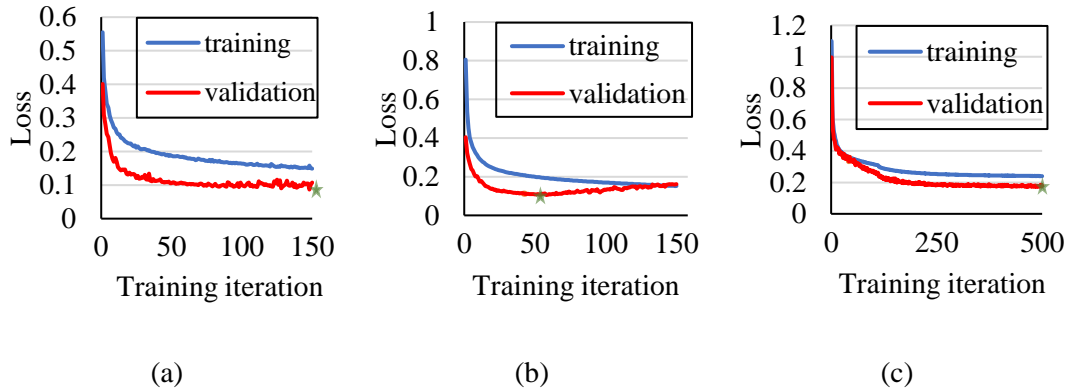 0.6
0.5
0.4
0.3
0.2
0.1
0
Loss
training
validation
0 50 100 150
Training iteration
(a)
1
0.8
0.6
0.4
0.2
0
Loss
training
validation
0 50 100 150
Training iteration
(b)
1.2
1
0.8
0.6
0.4
0.2
0
Loss
training
validation
0 250 500
Training iteration
(c)